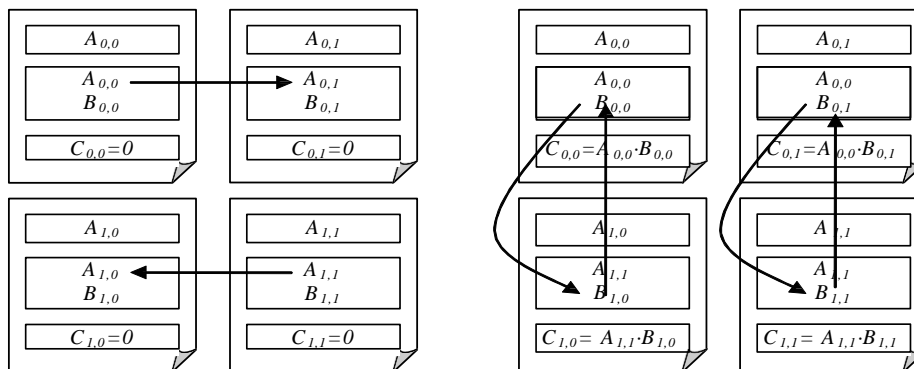 A0,0
A0,0
B0,0
C0,0=0
A0,1
A0,1
B0,1
C0,1=0
A1,0
A1,0
B1,0
C1,0=0
A1,1
A1,1
B1,1
C1,1=0
A0,0
A0,0
B0,0
C0,0=A0,0·B0,0
A0,1
A0,0
B0,1
C0,1=A0,0·B0,1
A1,0
A1,1
B1,0
C1,0= A1,1·B1,0
A1,1
A1,1
B1,1
C1,1= A1,1·B1,1